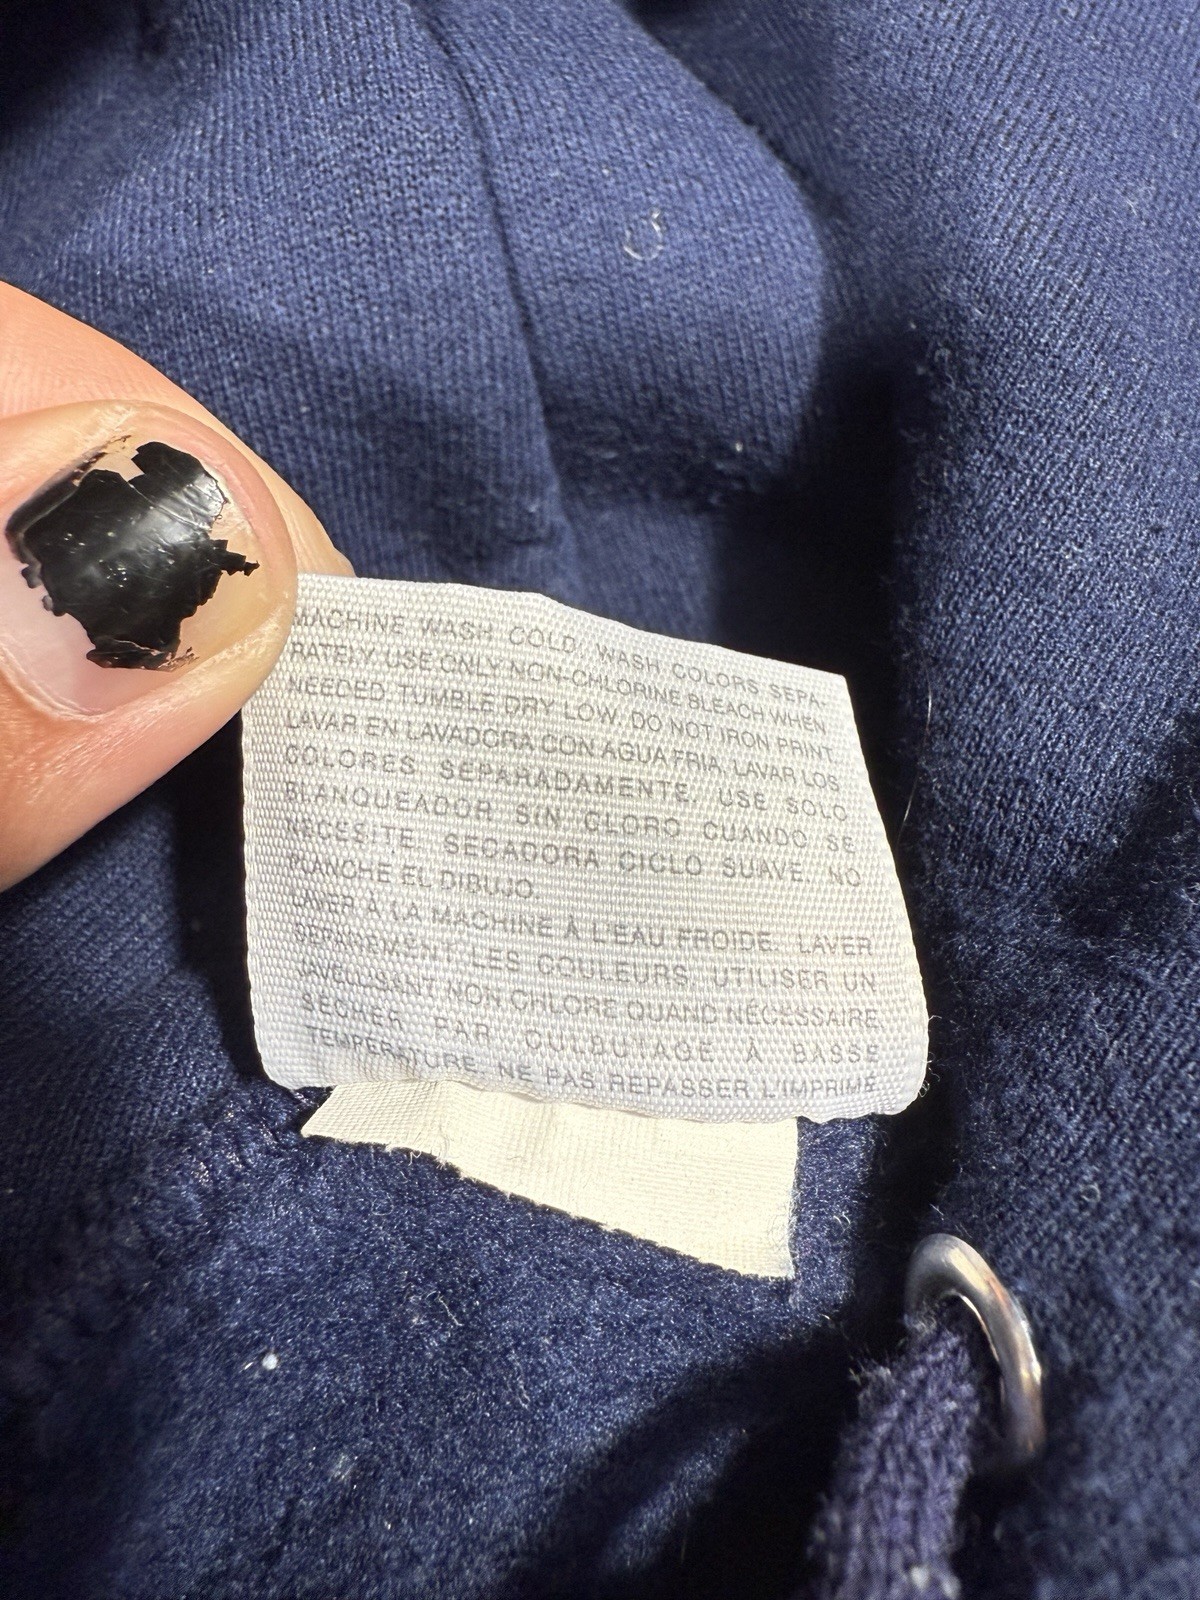 MACHINE WASH COLD. WASH COLORS SEPA-
RATELY. USE ONLY NON-CHLORINE BLEACH WHEN
NEEDED. TUMBLE DRY LOW. DO NOT IRON PRINT.
LAVAR EN LAVADORA CON AGUA FRIA. LAVAR LOS
COLORES SEPARADAMENTE. USE SOLO
BLANQUEADOR SIN CLORO CUANDO SE
NECESITE. SECADORA CICLO SUAVE. NO
PLANCHE EL DIBUJO.
LAVER À LA MACHINE À L'EAU FROIDE. LAVER
SÉPARÉMENT LES COULEURS. UTILISER UN
JAVELLISANT NON CHLORE QUAND NÉCESSAIRE.
SÉCHER PAR CULBUTAGE À BASSE
TEMPÉRATURE. NE PAS REPASSER L'IMPRIMÉ